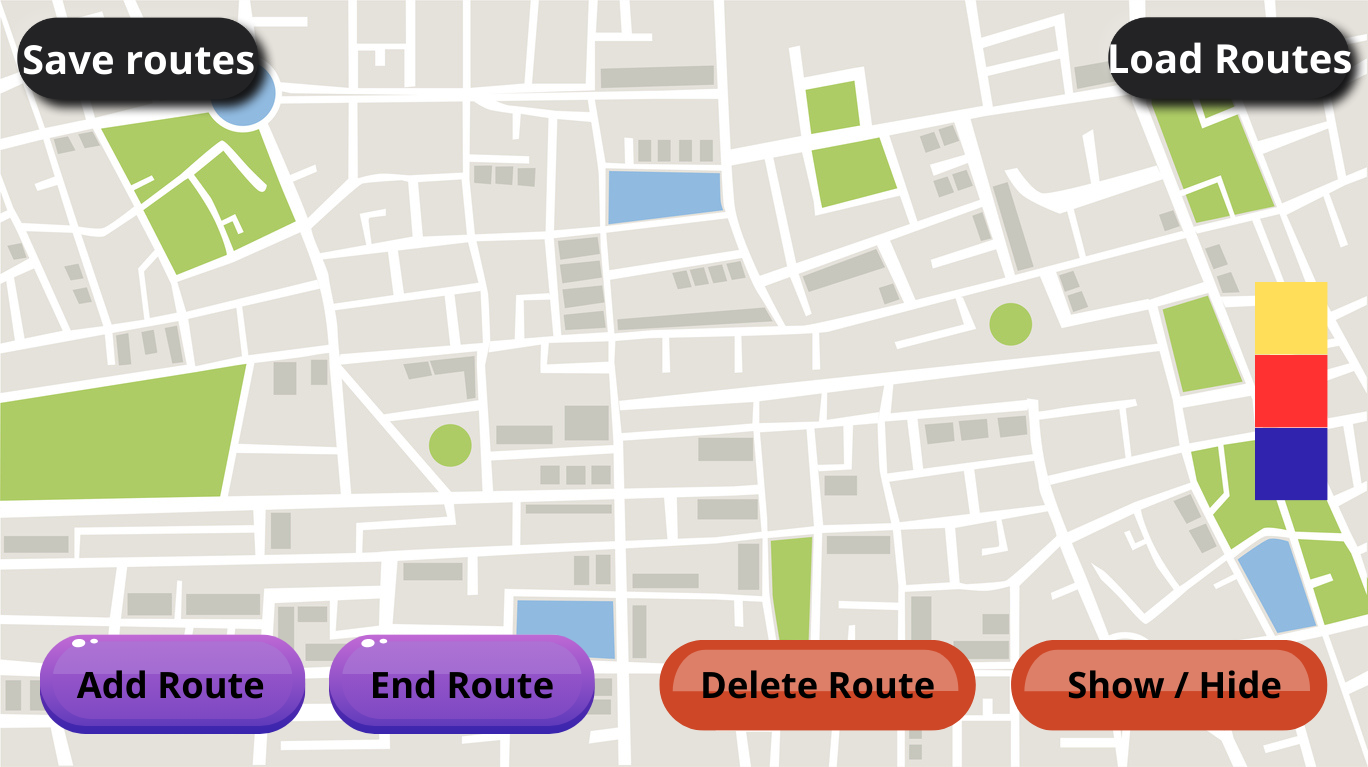 Save routes
Load Routes
Add Route
End Route
Delete Route
Show / Hide